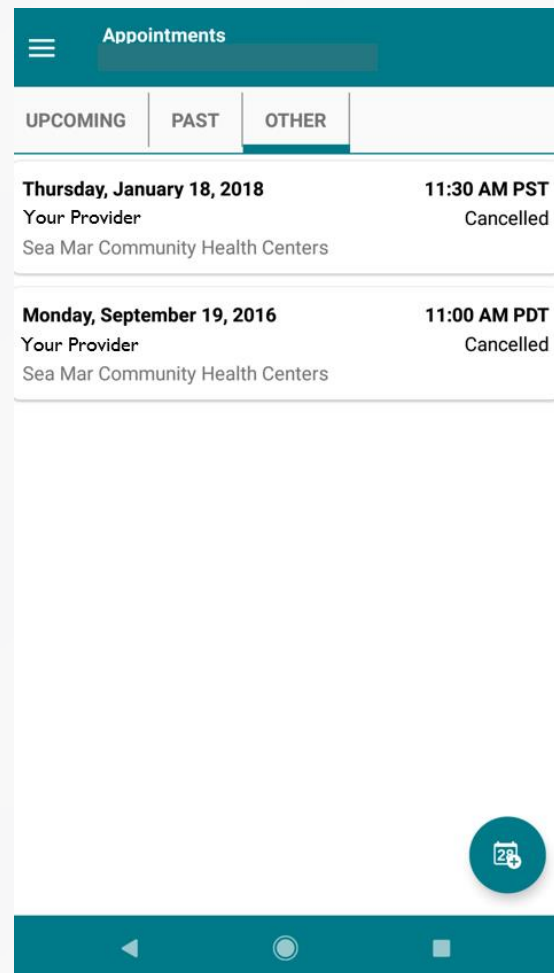 Appointments
UPCOMING PAST OTHER
Thursday, January 18, 2018 11:30 AM PST
Your Provider Cancelled
Sea Mar Community Health Centers
Monday, September 19, 2016 11:00 AM PDT
Your Provider Cancelled
Sea Mar Community Health Centers
28